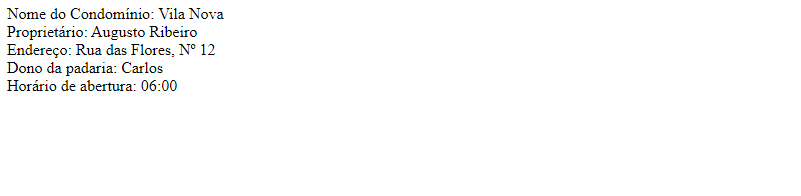 Nome do Condomínio: Vila Nova
Proprietário: Augusto Ribeiro
Endereço: Rua das Flores, Nº 12
Dono da padaria: Carlos
Horário de abertura: 06:00